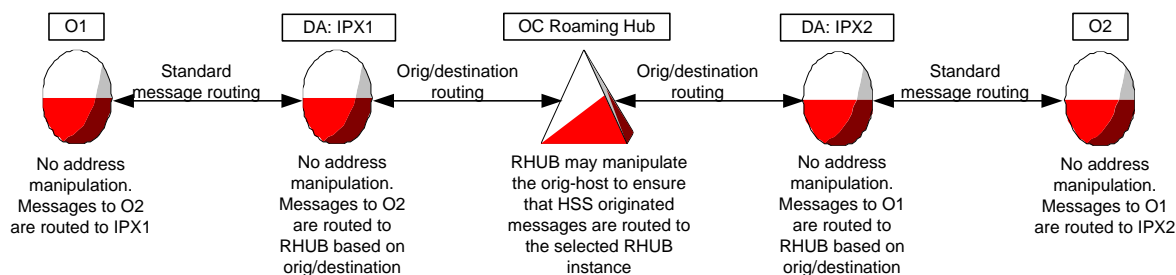 O1
DA: IPX1
OC Roaming Hub
DA: IPX2
O2
Standard
message routing
Orig/destination
routing
Orig/destination
routing
Standard
message routing
No address
manipulation.
Messages to O2
are routed to IPX1
No address
manipulation.
Messages to O2
are routed to
RHUB based on
orig/destination
RHUB may manipulate
the orig-host to ensure
that HSS originated
messages are routed to
the selected RHUB
instance
No address
manipulation.
Messages to O1
are routed to
RHUB based on
orig/destination
No address
manipulation.
Messages to O1
are routed to IPX2